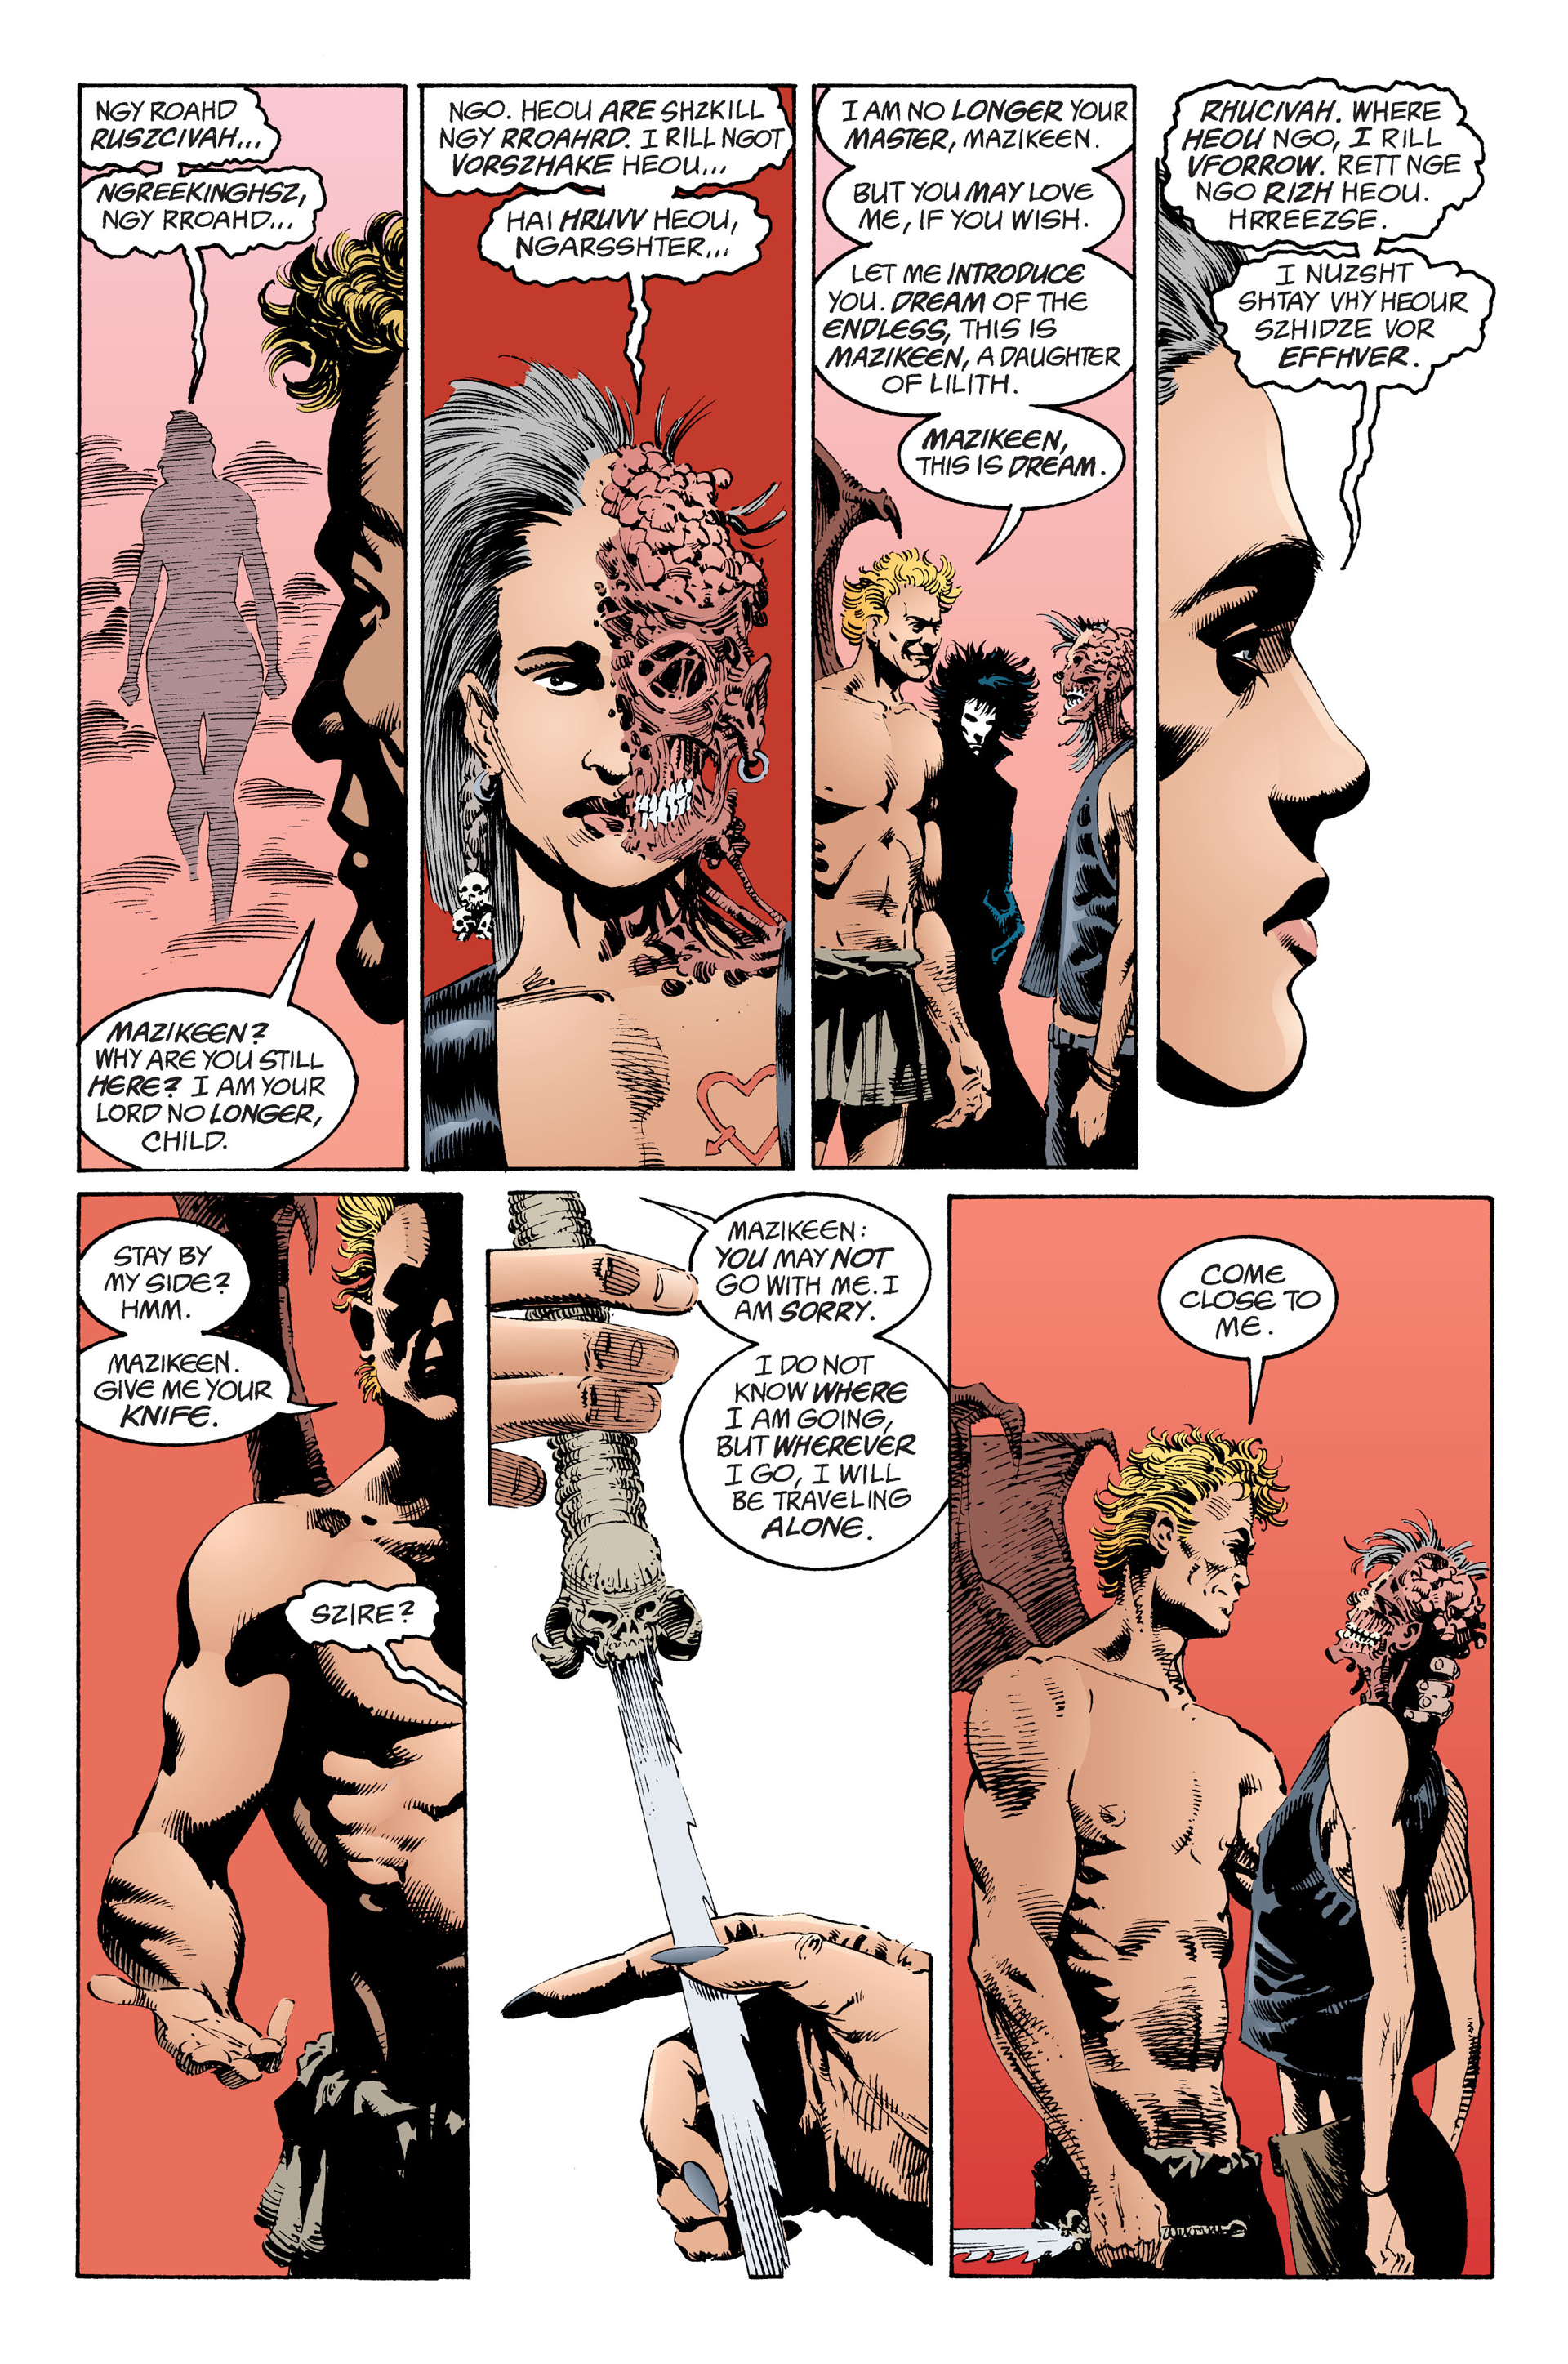 NGY ROAHD
RUSZCIVAH...
NGREEKINGHSZ,
NGY RROAHD...
MAZIKEEN?
WHY ARE YOU STILL
HERE? I AM YOUR
LORD NO LONGER,
CHILD.
NGO. HEOU ARE SHZKILL
NGY RROAHRD. I RILL NGOT
VORSZHAKE HEOU...
HAI HRUVV HEOU,
NGARSSHTER...
I AM NO LONGER YOUR
MASTER, MAZIKEEN.
BUT YOU MAY LOVE
ME, IF YOU WISH.
LET ME INTRODUCE
YOU. DREAM OF THE
ENDLESS, THIS IS
MAZIKEEN, A DAUGHTER
OF LILITH.
MAZIKEEN,
THIS IS DREAM.
RHUCIVAH. WHERE
HEOU NGO, I RILL
VFORROW. RETT NGE
NGO RIZH HEOU.
HRREEZSE.
I NUZSHT
SHTAY VHY HEOUR
SZHIDZE VOR
EFFHVER.
STAY BY
MY SIDE?
HMM.
MAZIKEEN.
GIVE ME YOUR
KNIFE.
SZIRE?
MAZIKEEN:
YOU MAY NOT
GO WITH ME. I
AM SORRY.
I DO NOT
KNOW WHERE
I AM GOING,
BUT WHEREVER
I GO, I WILL
BE TRAVELING
ALONE.
COME
CLOSE TO
ME.